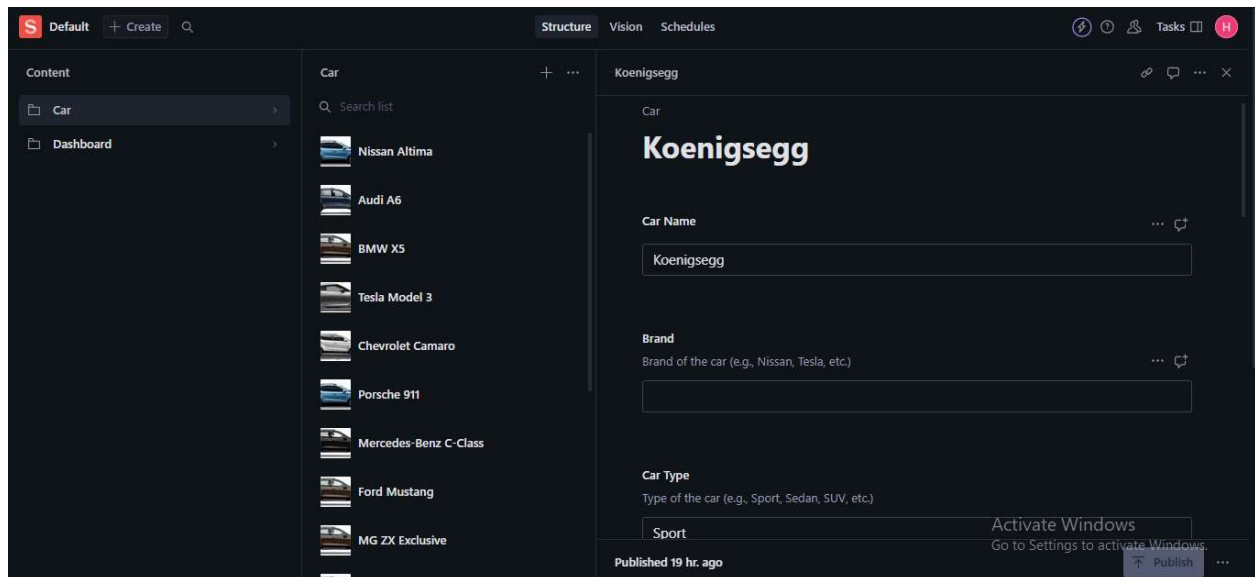 S Default + Create Structure Vision Schedules Tasks H
Content
Car
Dashboard
Car
Search list
Nissan Altima
Audi A6
BMW X5
Tesla Model 3
Chevrolet Camaro
Porsche 911
Mercedes-Benz C-Class
Ford Mustang
MG ZX Exclusive
Koenigsegg
Car
Koenigsegg
Car Name
Koenigsegg
Brand
Brand of the car (e.g., Nissan, Tesla, etc.)
Car Type
Type of the car (e.g., Sport, Sedan, SUV, etc.)
Sport
Activate Windows
Go to Settings to activate Windows.
Published 19 hr. ago
Publish